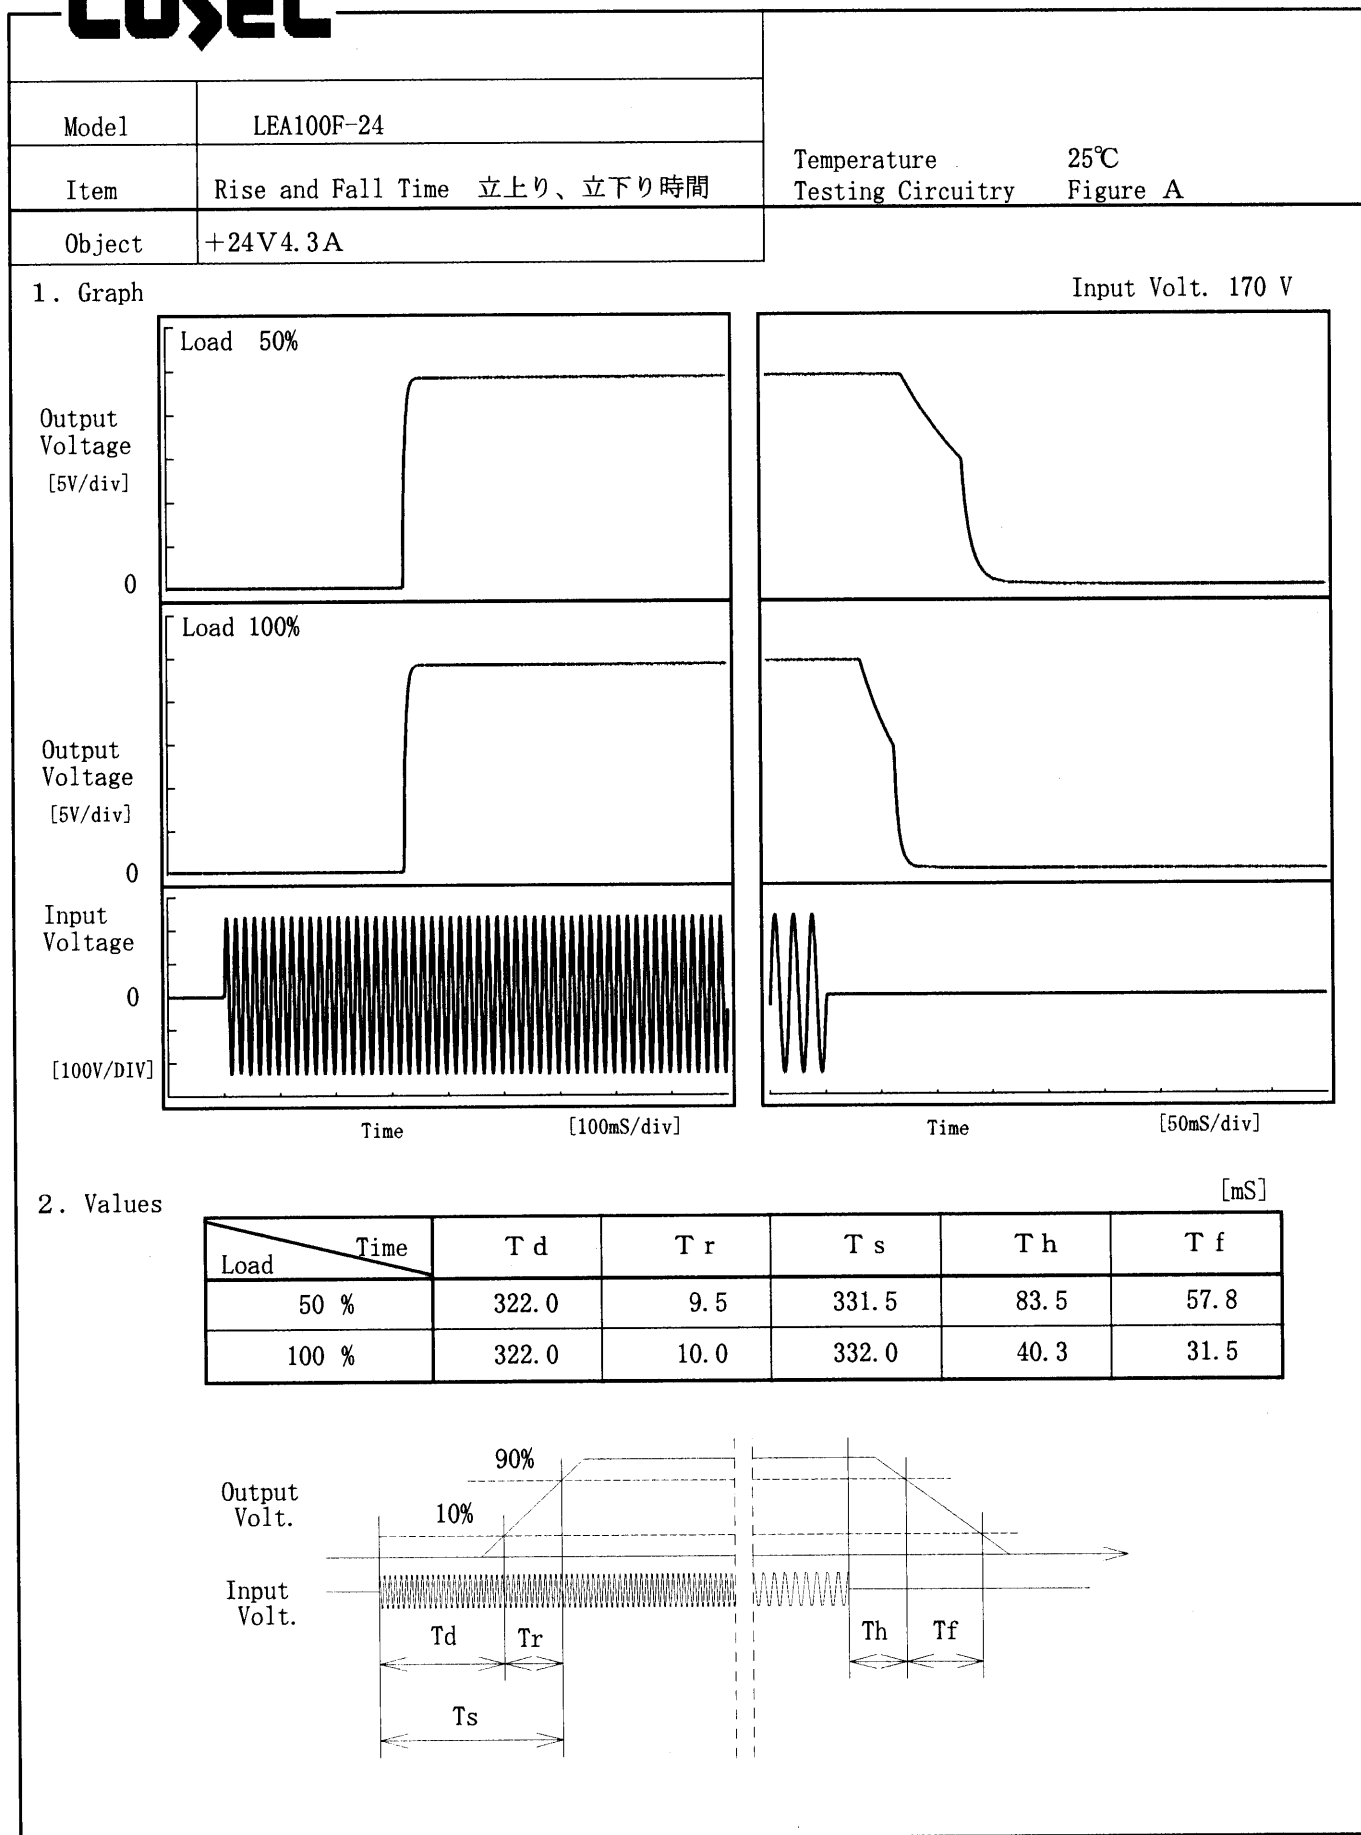 COSEL
Model LEA100F-24
Item Rise and Fall Time 立上り、立下り時間
Temperature 25℃
Testing Circuitry Figure A
Object +24V4.3A
1. Graph
Input Volt. 170 V
Load 50%
Output
Voltage
[5V/div]
0
Load 100%
Output
Voltage
[5V/div]
0
Input
Voltage
0
[100V/DIV]
Time [100mS/div]
Time [50mS/div]
2. Values
[mS]
Time
Load
Td Tr Ts Th Tf
50 % 322.0 9.5 331.5 83.5 57.8
100 % 322.0 10.0 332.0 40.3 31.5
90%
Output
Volt.
10%
Input
Volt.
Td Tr Th Tf
Ts